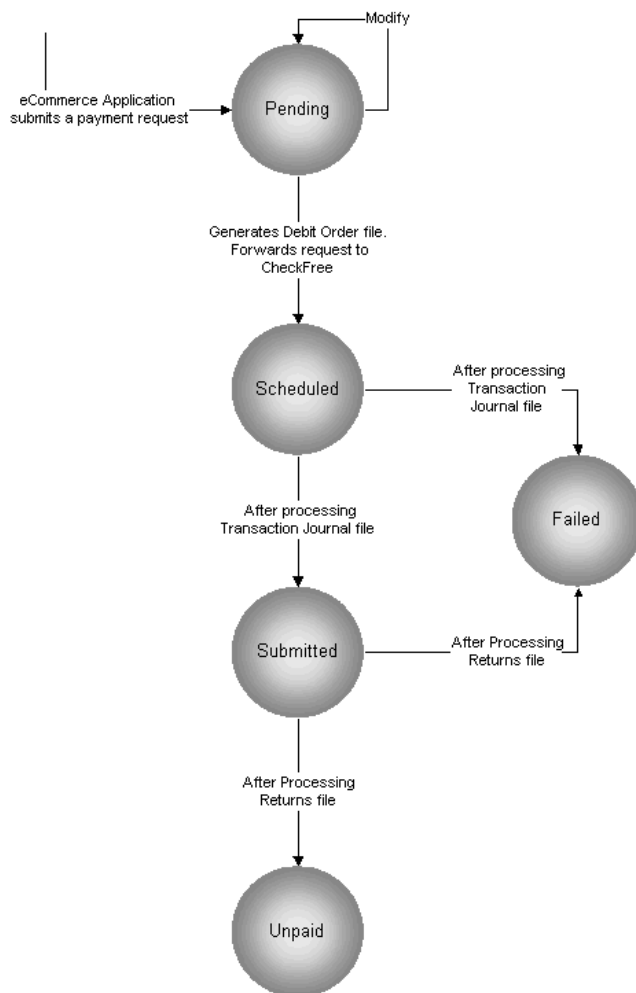 Modify
eCommerce Application
submits a payment request
Pending
Generates Debit Order file.
Forwards request to
CheckFree
Scheduled
After processing
Transaction
Journal file
After processing
Transaction Journal file
Failed
Submitted
After Processing
Returns file
After Processing
Returns file
Unpaid